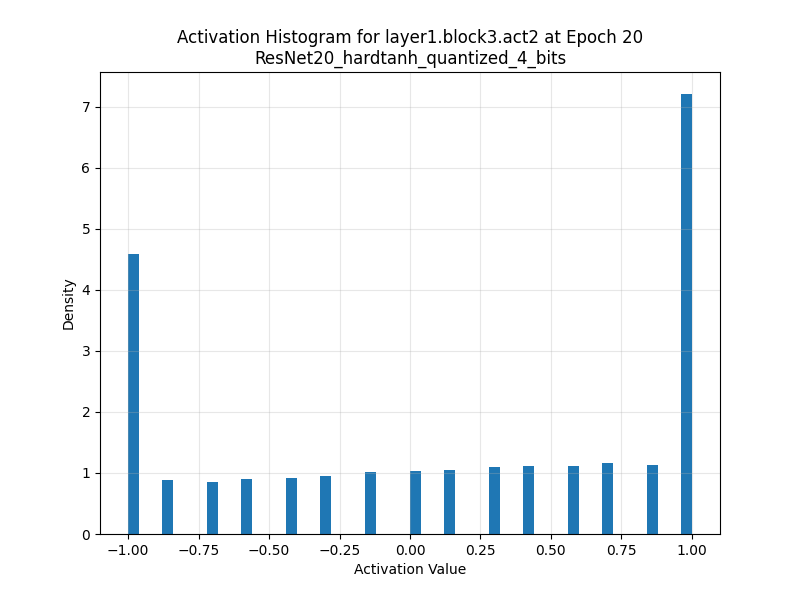 Activation Histogram for layer1.block3.act2 at Epoch 20
ResNet20_hardtanh_quantized_4_bits
7
6
5
4
3
2
1
0
Density
−1.00 −0.75 −0.50 −0.25 0.00 0.25 0.50 0.75 1.00
Activation Value